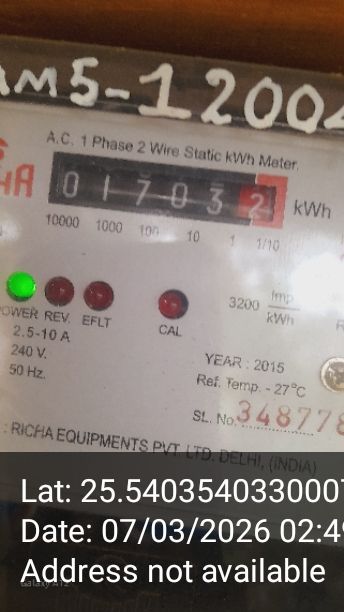 AM5-12004
A.C. 1 Phase 2 Wire Static kWh Meter.
HA
0 1 7 0 3 2 kWh
10000 1000 100 10 1 1/10
POWER REV. EFLT CAL
3200 Imp/kWh
2.5-10 A
240 V.
50 Hz.
YEAR : 2015
Ref. Temp. - 27°C
SL. No. 348778
: RICHA EQUIPMENTS PVT. LTD. DELHI, (INDIA)
Lat: 25.540354033000
Date: 07/03/2026 02:4
Address not available